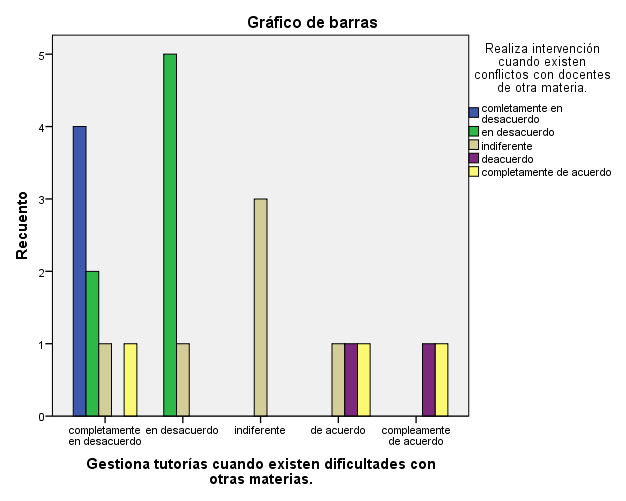 Gráfico de barras
Realiza intervención
cuando existen
conflictos con docentes
de otra materia.
comletamente en
desacuerdo
en desacuerdo
indiferente
deacuerdo
completamente de acuerdo
Recuento
5
4
3
2
1
0
completamente
en desacuerdo
en desacuerdo
indiferente
de acuerdo
compleamente
de acuerdo
Gestiona tutorías cuando existen dificultades con
otras materias.